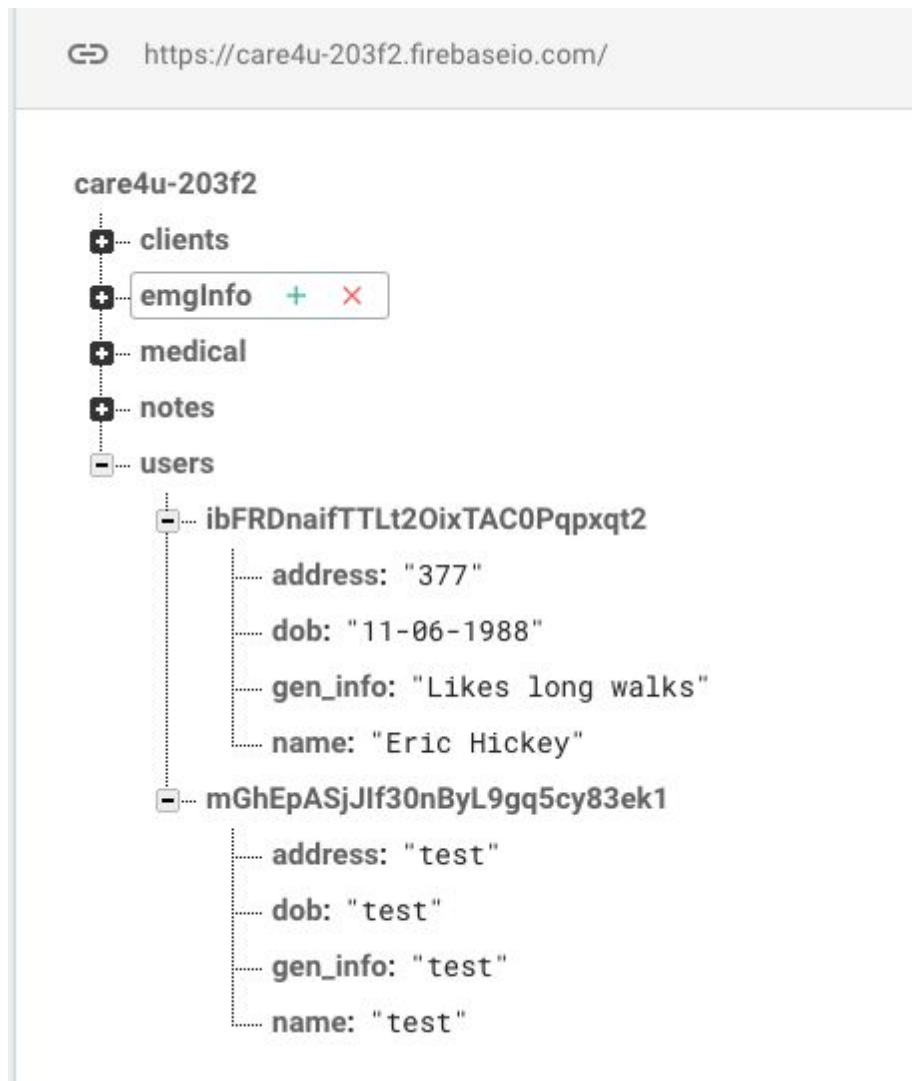 https://care4u-203f2.firebaseio.com/
care4u-203f2
clients
emgInfo
medical
notes
users
ibFRDnaifTTLt2OixTAC0Pqpxqt2
address: "377"
dob: "11-06-1988"
gen_info: "Likes long walks"
name: "Eric Hickey"
mGhEpASjJIf30nByL9gq5cy83ek1
address: "test"
dob: "test"
gen_info: "test"
name: "test"